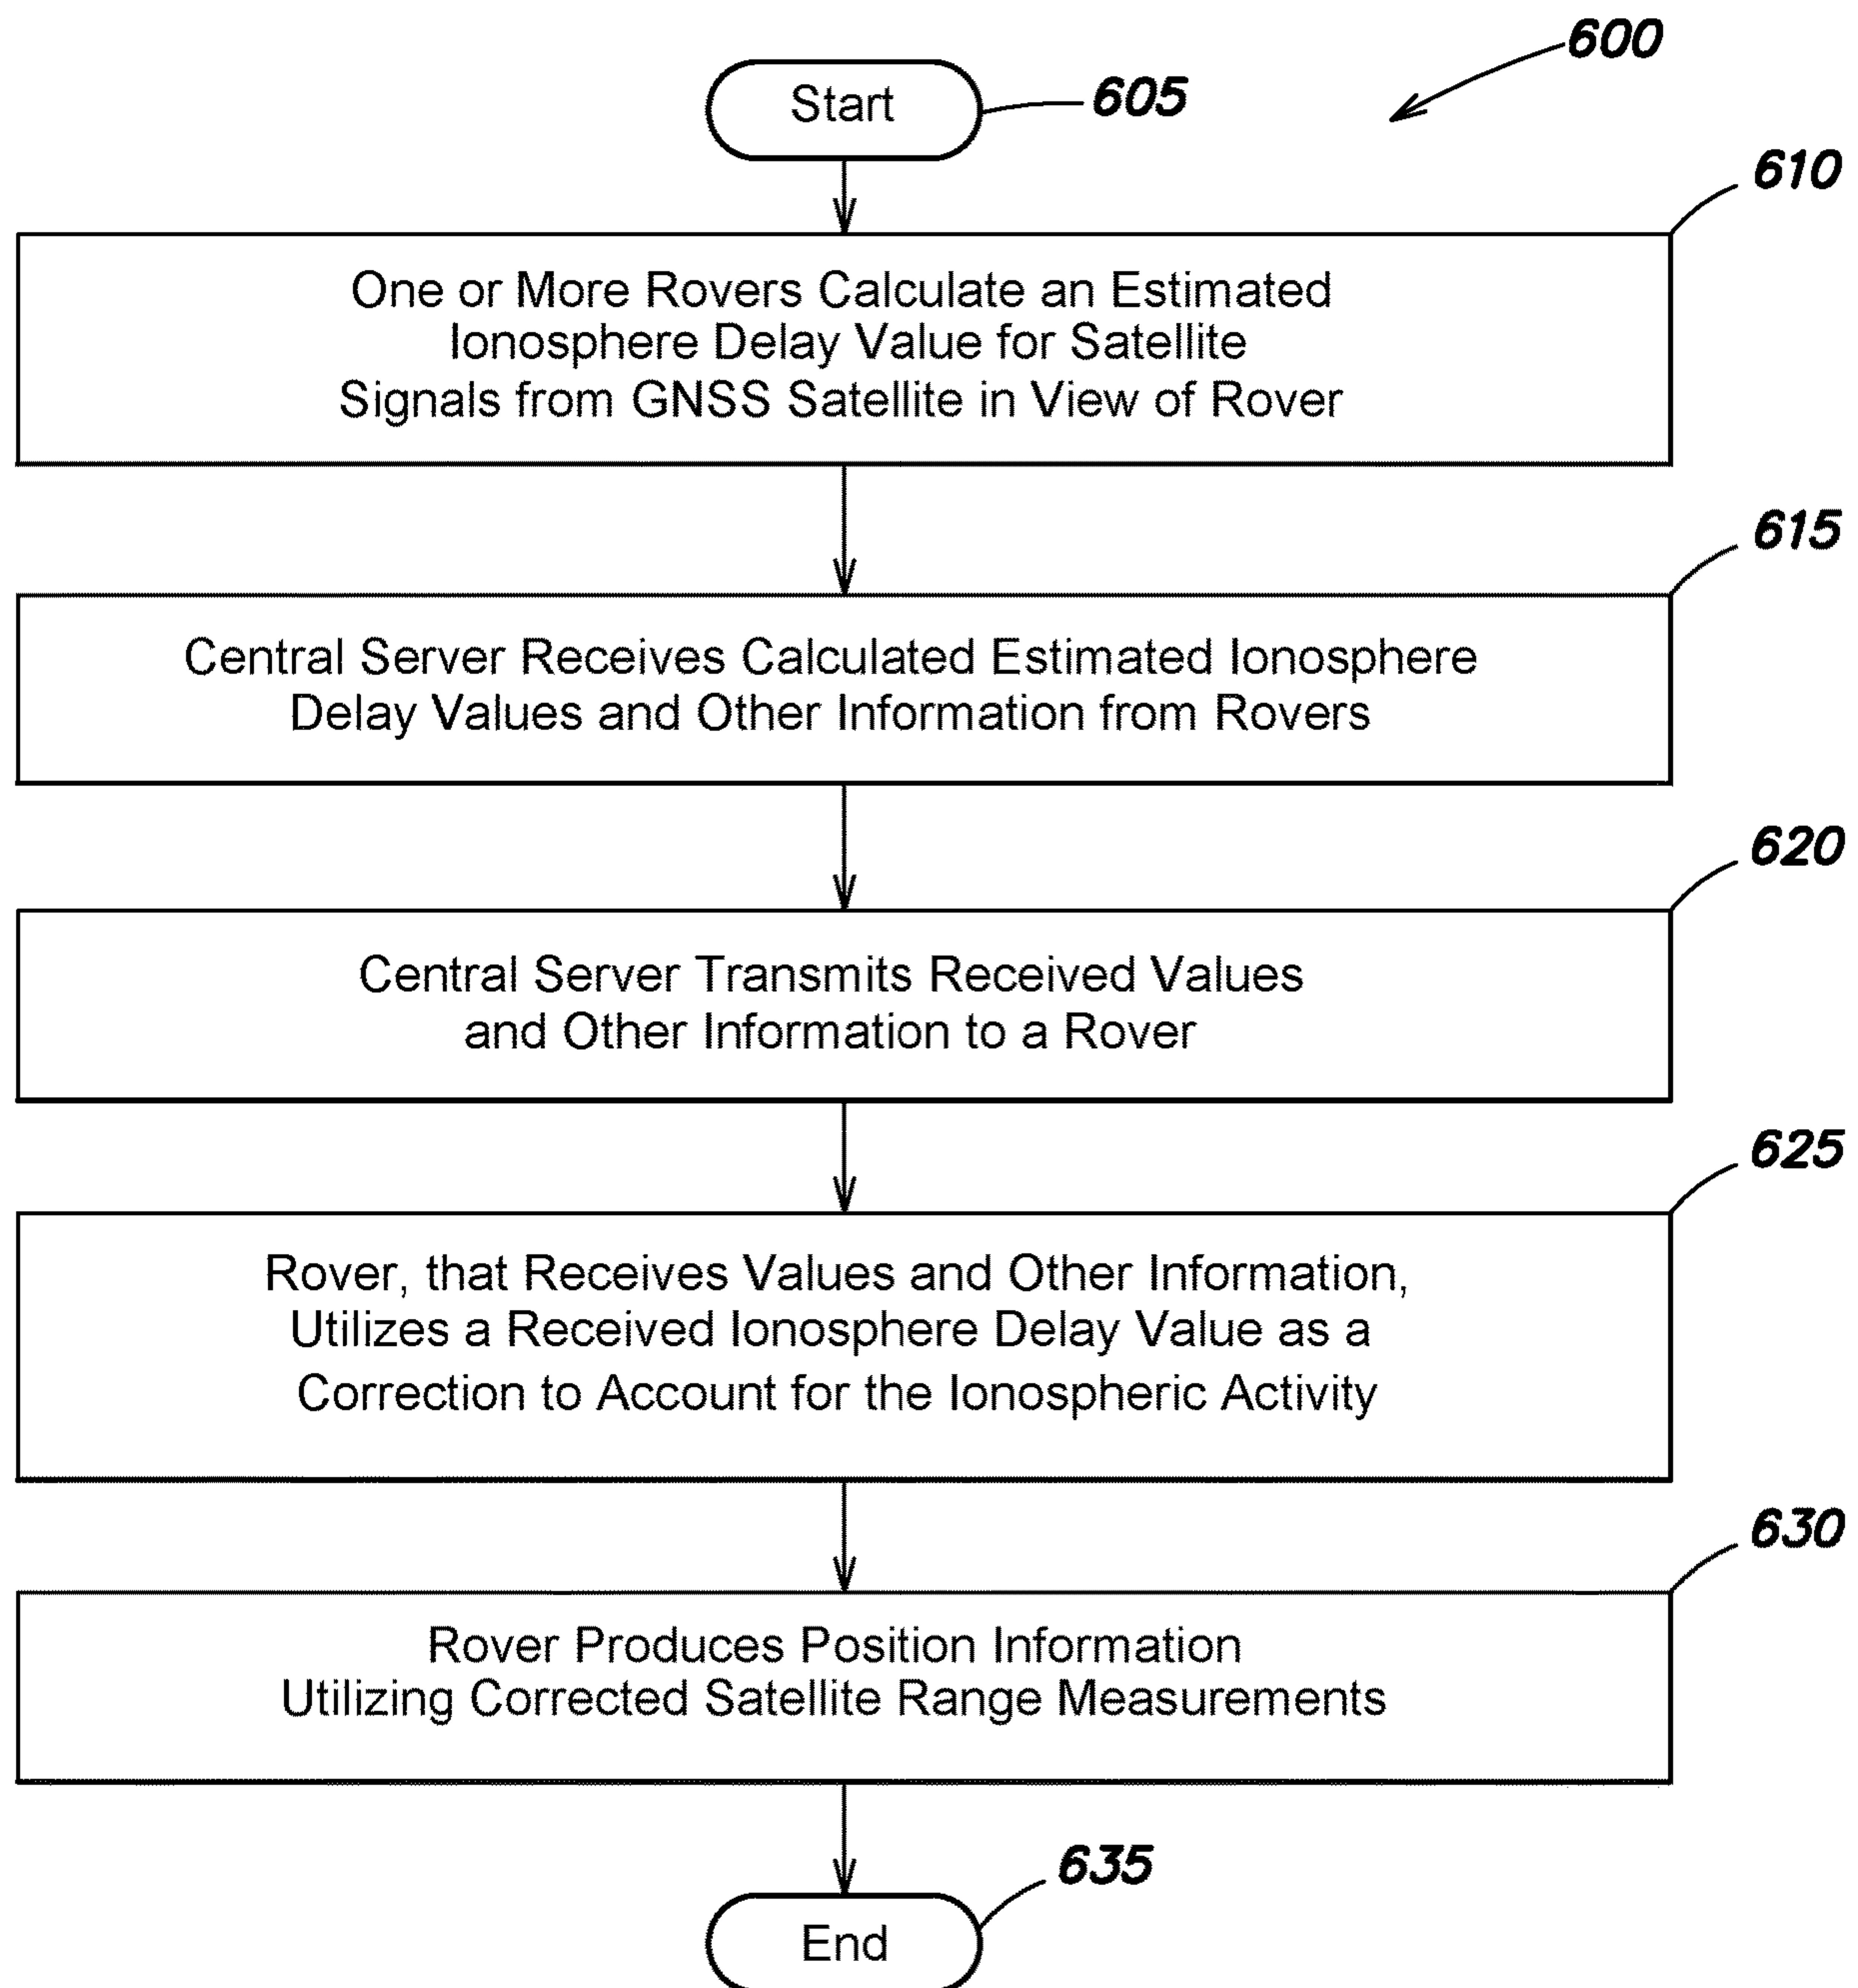 600
Start
605
610
One or More Rovers Calculate an Estimated
Ionosphere Delay Value for Satellite
Signals from GNSS Satellite in View of Rover
615
Central Server Receives Calculated Estimated Ionosphere
Delay Values and Other Information from Rovers
620
Central Server Transmits Received Values
and Other Information to a Rover
625
Rover, that Receives Values and Other Information,
Utilizes a Received Ionosphere Delay Value as a
Correction to Account for the Ionospheric Activity
630
Rover Produces Position Information
Utilizing Corrected Satellite Range Measurements
635
End